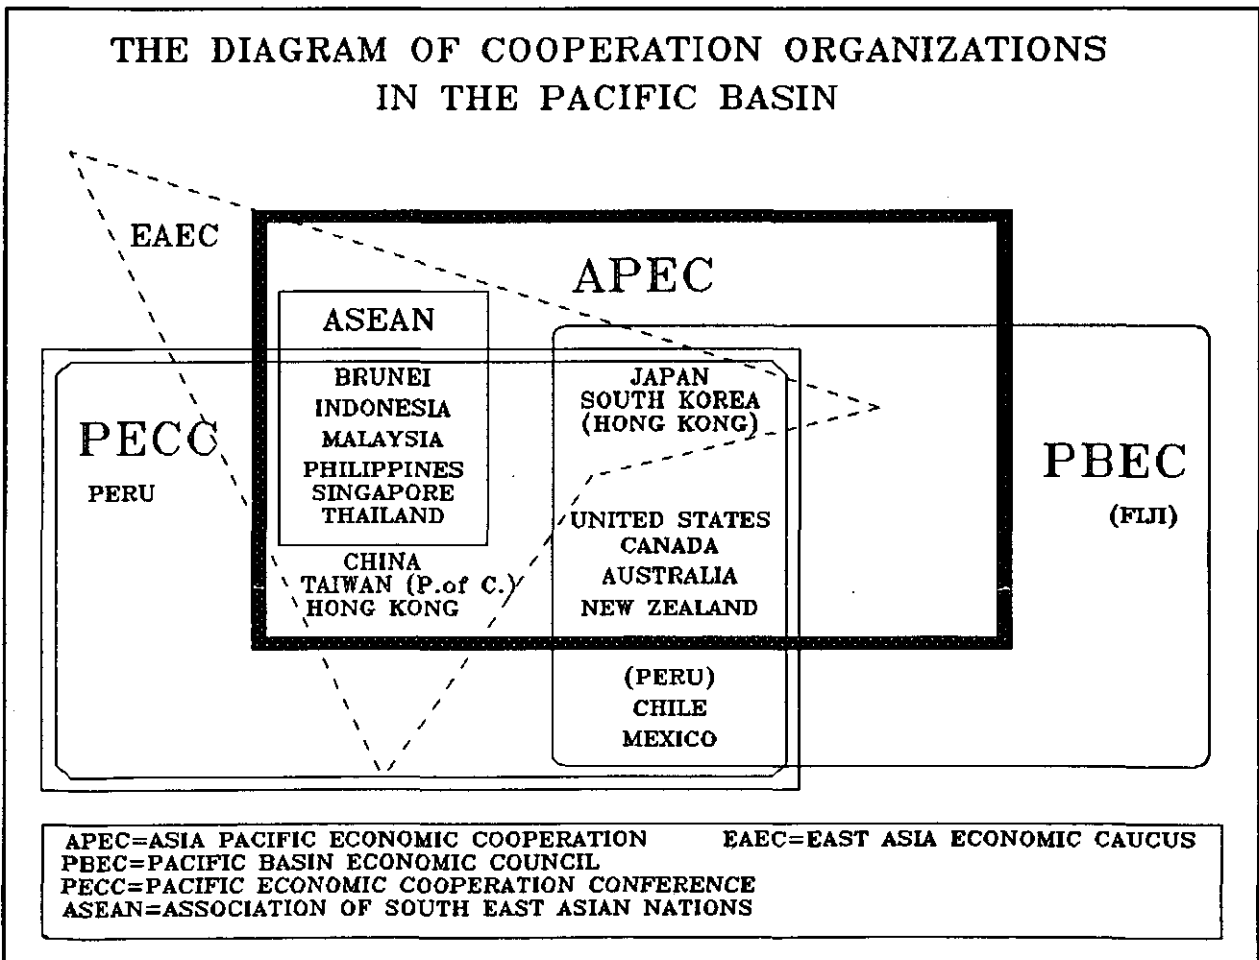 THE DIAGRAM OF COOPERATION ORGANIZATIONS
IN THE PACIFIC BASIN
EAEC
APEC
ASEAN
BRUNEI
INDONESIA
MALAYSIA
PHILIPPINES
SINGAPORE
THAILAND
CHINA
TAIWAN (P.of C.)
HONG KONG
PECC
PERU
JAPAN
SOUTH KOREA
(HONG KONG)
UNITED STATES
CANADA
AUSTRALIA
NEW ZEALAND
(PERU)
CHILE
MEXICO
PBEC
(FIJI)
APEC=ASIA PACIFIC ECONOMIC COOPERATION EAEC=EAST ASIA ECONOMIC CAUCUS
PBEC=PACIFIC BASIN ECONOMIC COUNCIL
PECC=PACIFIC ECONOMIC COOPERATION CONFERENCE
ASEAN=ASSOCIATION OF SOUTH EAST ASIAN NATIONS